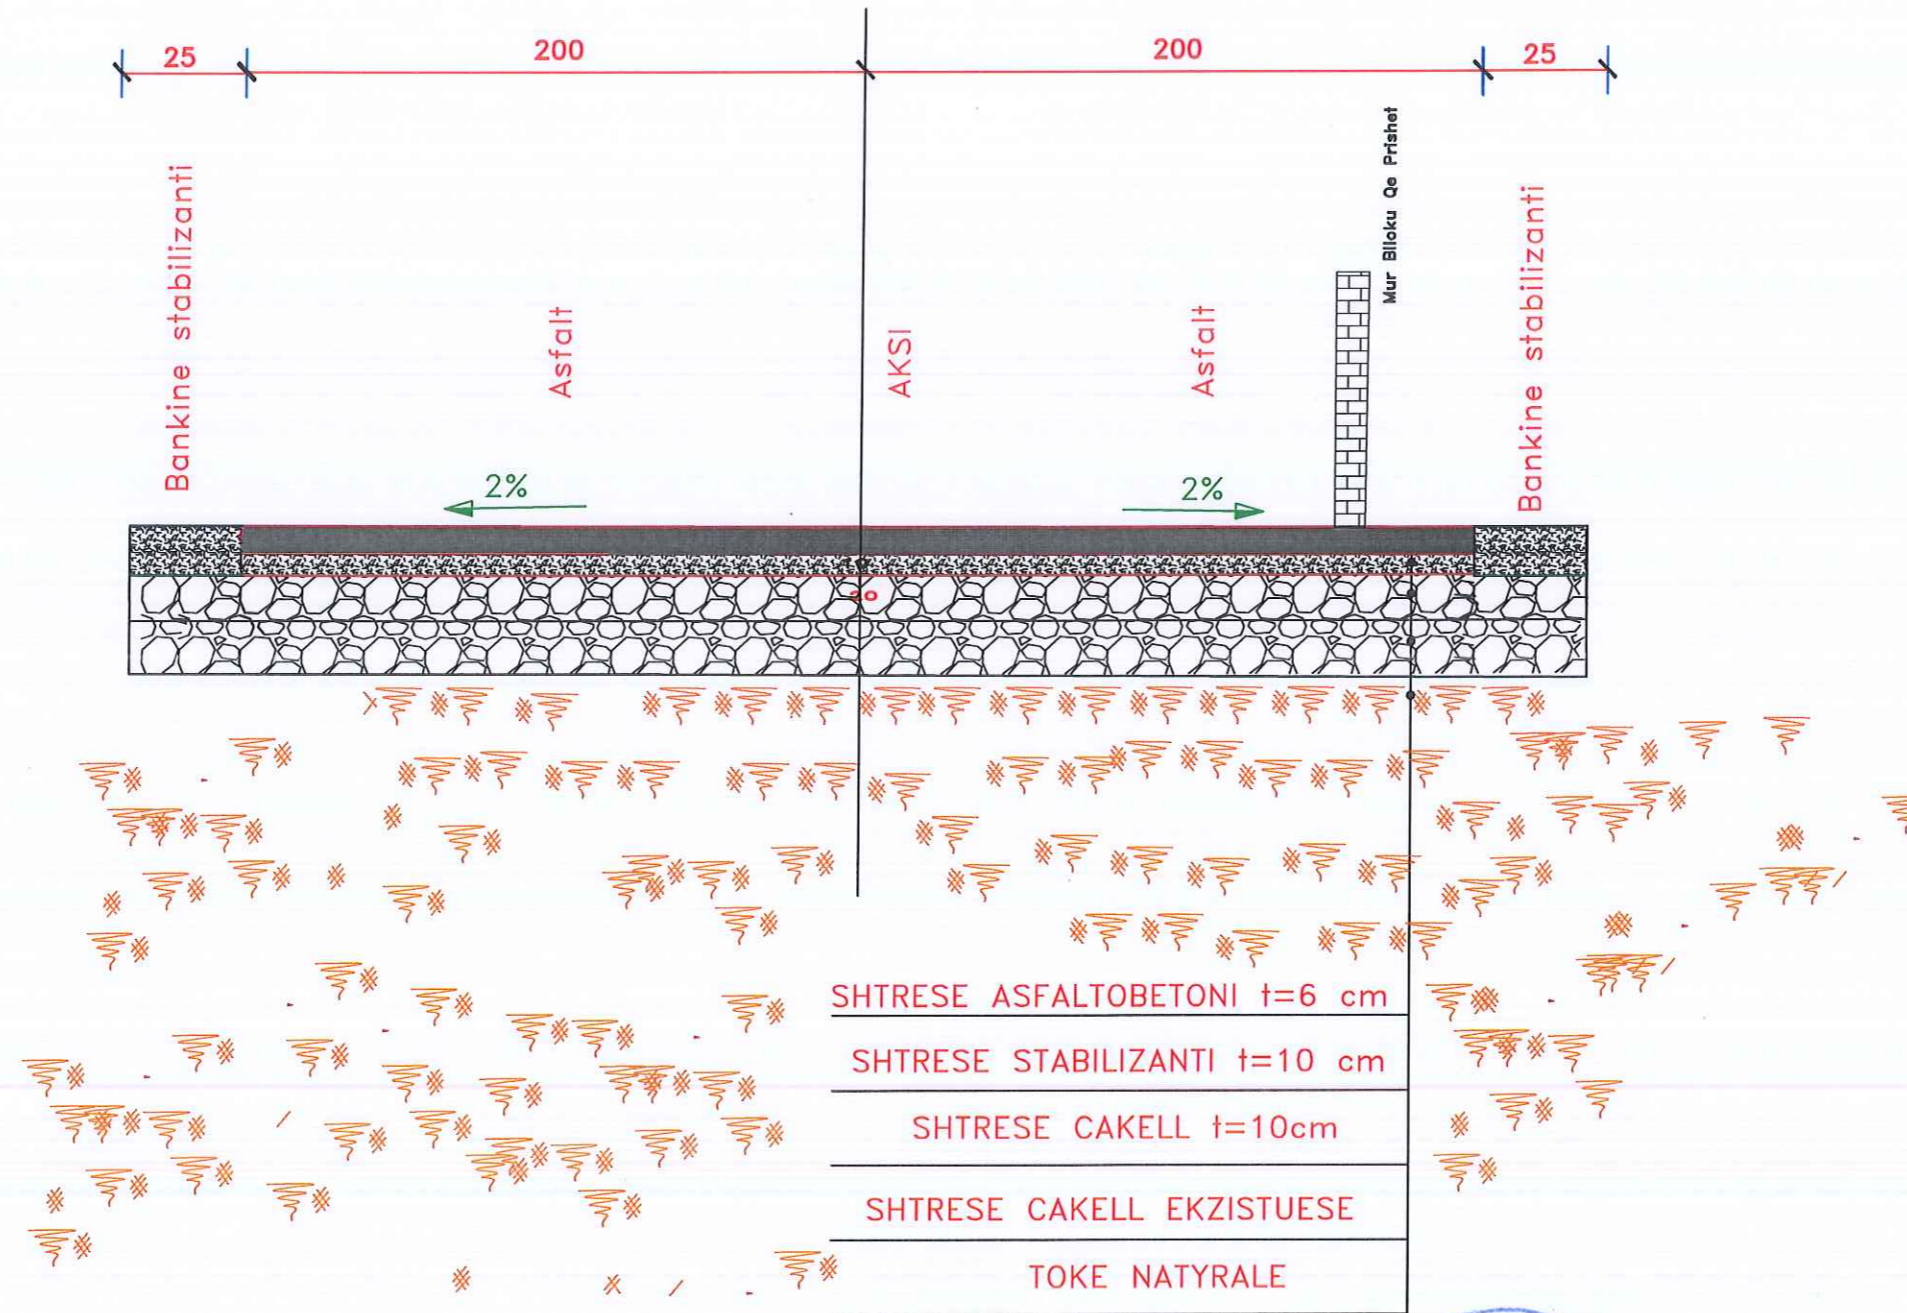 25
200
200
25
Bankine stabilizanti
Asfalt
AKSI
Asfalt
Mur Blloku Qe Prishet
Bankine stabilizanti
2%
2%
SHTRESE ASFALTOBETONI t=6 cm
SHTRESE STABILIZANTI t=10 cm
SHTRESE CAKELL t=10cm
SHTRESE CAKELL EKZISTUESE
TOKE NATYRALE